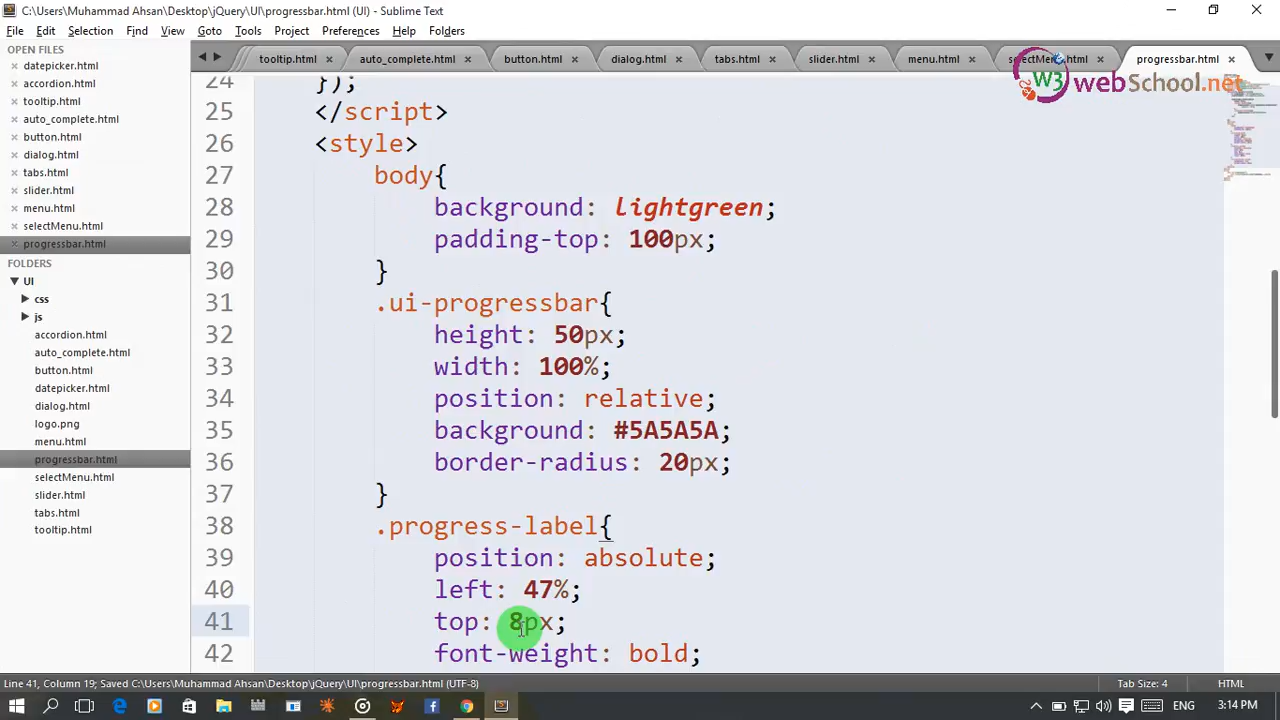 C:\Users\Muhammad Ahsan\Desktop\jQuery\UI\progressbar.html (UI) - Sublime Text
File Edit Selection Find View Goto Tools Project Preferences Help Folders
OPEN FILES
datepicker.html
accordion.html
tooltip.html
auto_complete.html
button.html
dialog.html
tabs.html
slider.html
menu.html
selectMenu.html
progressbar.html
FOLDERS
UI
css
js
accordion.html
auto_complete.html
button.html
datepicker.html
dialog.html
logo.png
menu.html
progressbar.html
selectMenu.html
slider.html
tabs.html
tooltip.html
tooltip.html auto_complete.html button.html dialog.html tabs.html slider.html menu.html selectMenu.html progressbar.html
W3 webSchool.net
24 });
25 </script>
26 <style>
27 body{
28 background: lightgreen;
29 padding-top: 100px;
30 }
31 .ui-progressbar{
32 height: 50px;
33 width: 100%;
34 position: relative;
35 background: #5A5A5A;
36 border-radius: 20px;
37 }
38 .progress-label{
39 position: absolute;
40 left: 47%;
41 top: 8px;
42 font-weight: bold;
Line 41, Column 19; Saved C:\Users\Muhammad Ahsan\Desktop\jQuery\UI\progressbar.html (UTF-8) Tab Size: 4 HTML
ENG 3:14 PM